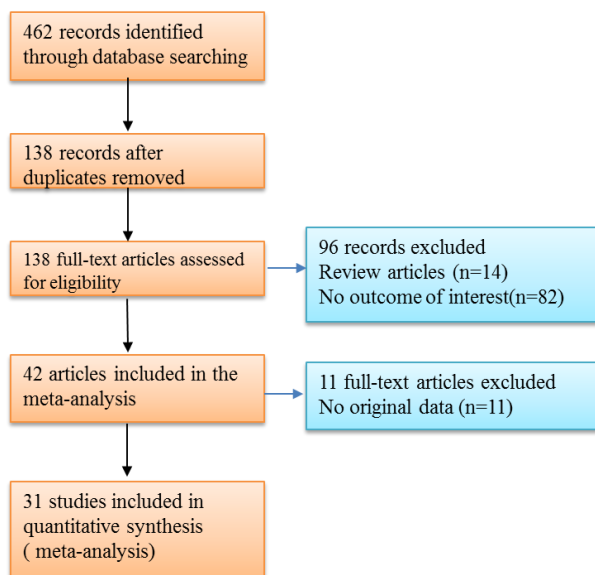 462 records identified
through database searching
138 records after
duplicates removed
138 full-text articles assessed
for eligibility
96 records excluded
Review articles (n=14)
No outcome of interest(n=82)
42 articles included in the
meta-analysis
11 full-text articles excluded
No original data (n=11)
31 studies included in
quantitative synthesis
( meta-analysis)